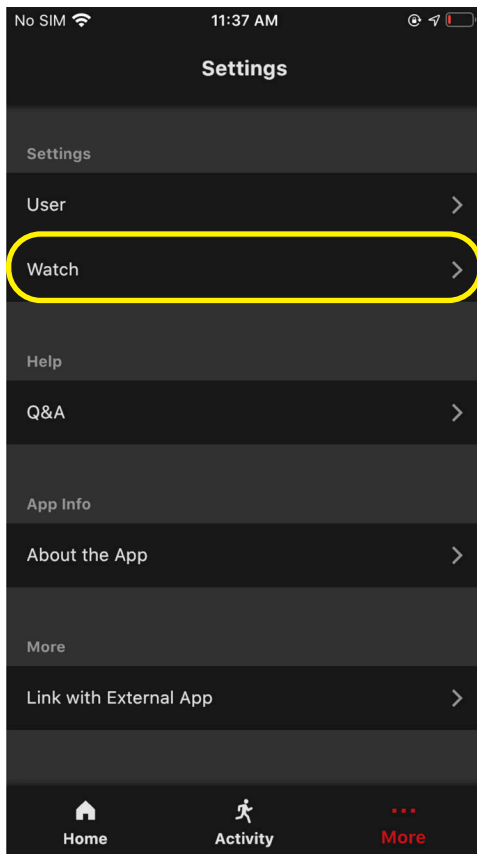 No SIM 11:37 AM
Settings
Settings
User
Watch
Help
Q&A
App Info
About the App
More
Link with External App
Home Activity More